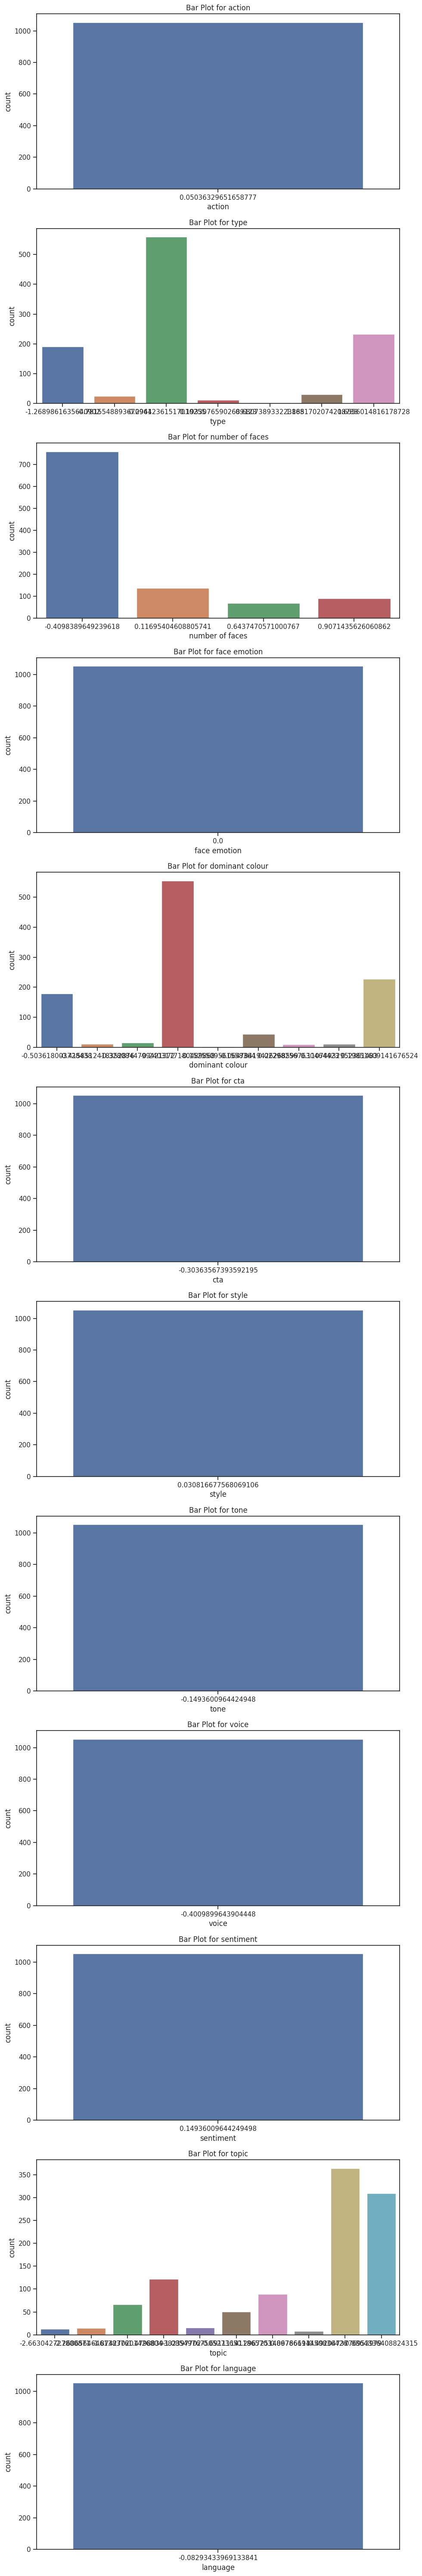 Bar Plot for action
1000
800
600
400
200
0
count
0.05036329651658777
action
Bar Plot for type
500
400
300
200
100
0
count
type
Bar Plot for number of faces
700
600
500
400
300
200
100
0
count
-0.4098389649239618 0.11695404608805741 0.6437470571000767 0.9071435626060862
number of faces
Bar Plot for face emotion
1000
800
600
400
200
0
count
0.0
face emotion
Bar Plot for dominant colour
500
400
300
200
100
0
count
dominant colour
Bar Plot for cta
1000
800
600
400
200
0
count
-0.30363567393592195
cta
Bar Plot for style
1000
800
600
400
200
0
count
0.030816677568069106
style
Bar Plot for tone
1000
800
600
400
200
0
count
-0.1493600964424948
tone
Bar Plot for voice
1000
800
600
400
200
0
count
-0.4009899643904448
voice
Bar Plot for sentiment
1000
800
600
400
200
0
count
0.14936009644249498
sentiment
Bar Plot for topic
350
300
250
200
150
100
50
0
count
topic
Bar Plot for language
1000
800
600
400
200
0
count
-0.08293433969133841
language